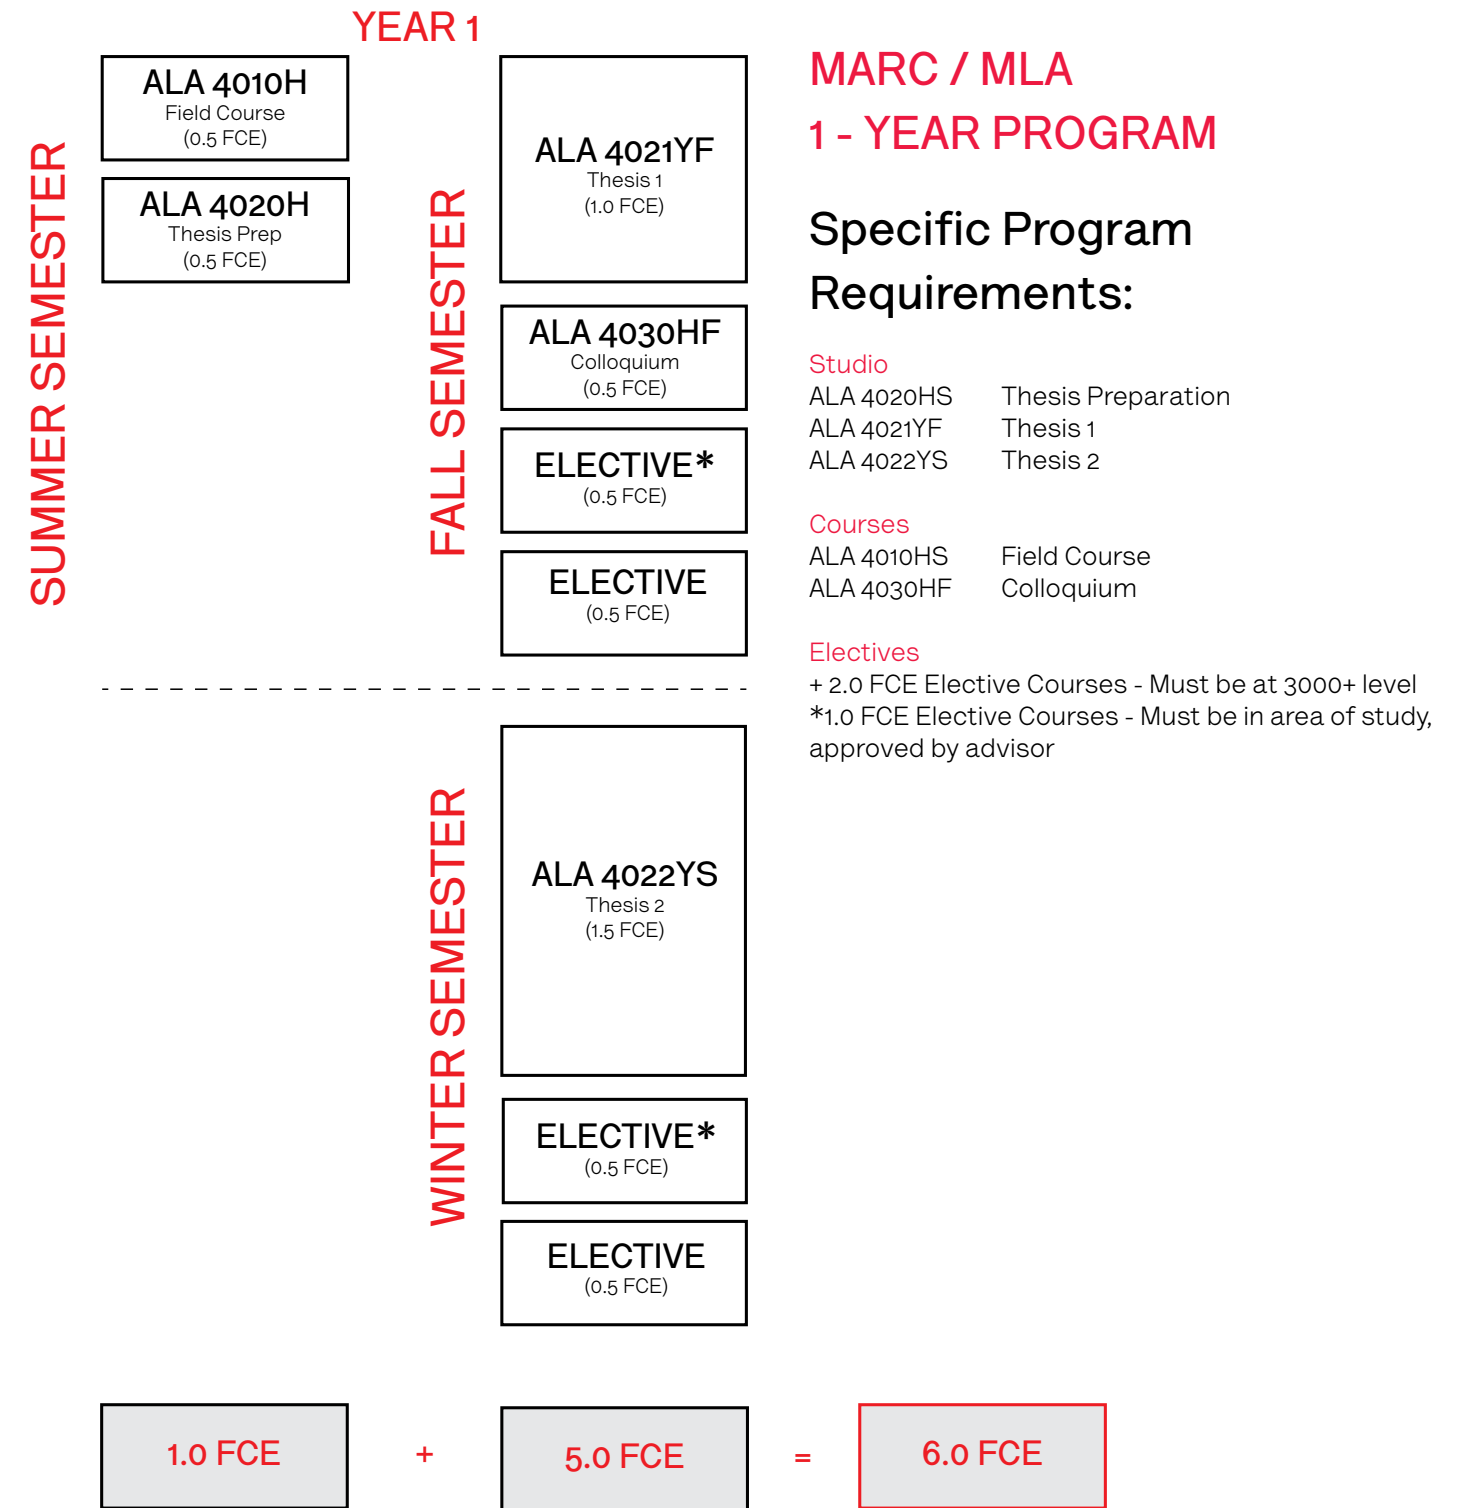 YEAR 1
SUMMER SEMESTER
ALA 4010H
Field Course
(0.5 FCE)
ALA 4020H
Thesis Prep
(0.5 FCE)
FALL SEMESTER
ALA 4021YF
Thesis 1
(1.0 FCE)
ALA 4030HF
Colloquium
(0.5 FCE)
ELECTIVE*
(0.5 FCE)
ELECTIVE
(0.5 FCE)
WINTER SEMESTER
ALA 4022YS
Thesis 2
(1.5 FCE)
ELECTIVE*
(0.5 FCE)
ELECTIVE
(0.5 FCE)
1.0 FCE + 5.0 FCE = 6.0 FCE
MARC / MLA
1 - YEAR PROGRAM
Specific Program
Requirements:
Studio
ALA 4020HS Thesis Preparation
ALA 4021YF Thesis 1
ALA 4022YS Thesis 2
Courses
ALA 4010HS Field Course
ALA 4030HF Colloquium
Electives
+ 2.0 FCE Elective Courses - Must be at 3000+ level
*1.0 FCE Elective Courses - Must be in area of study,
approved by advisor